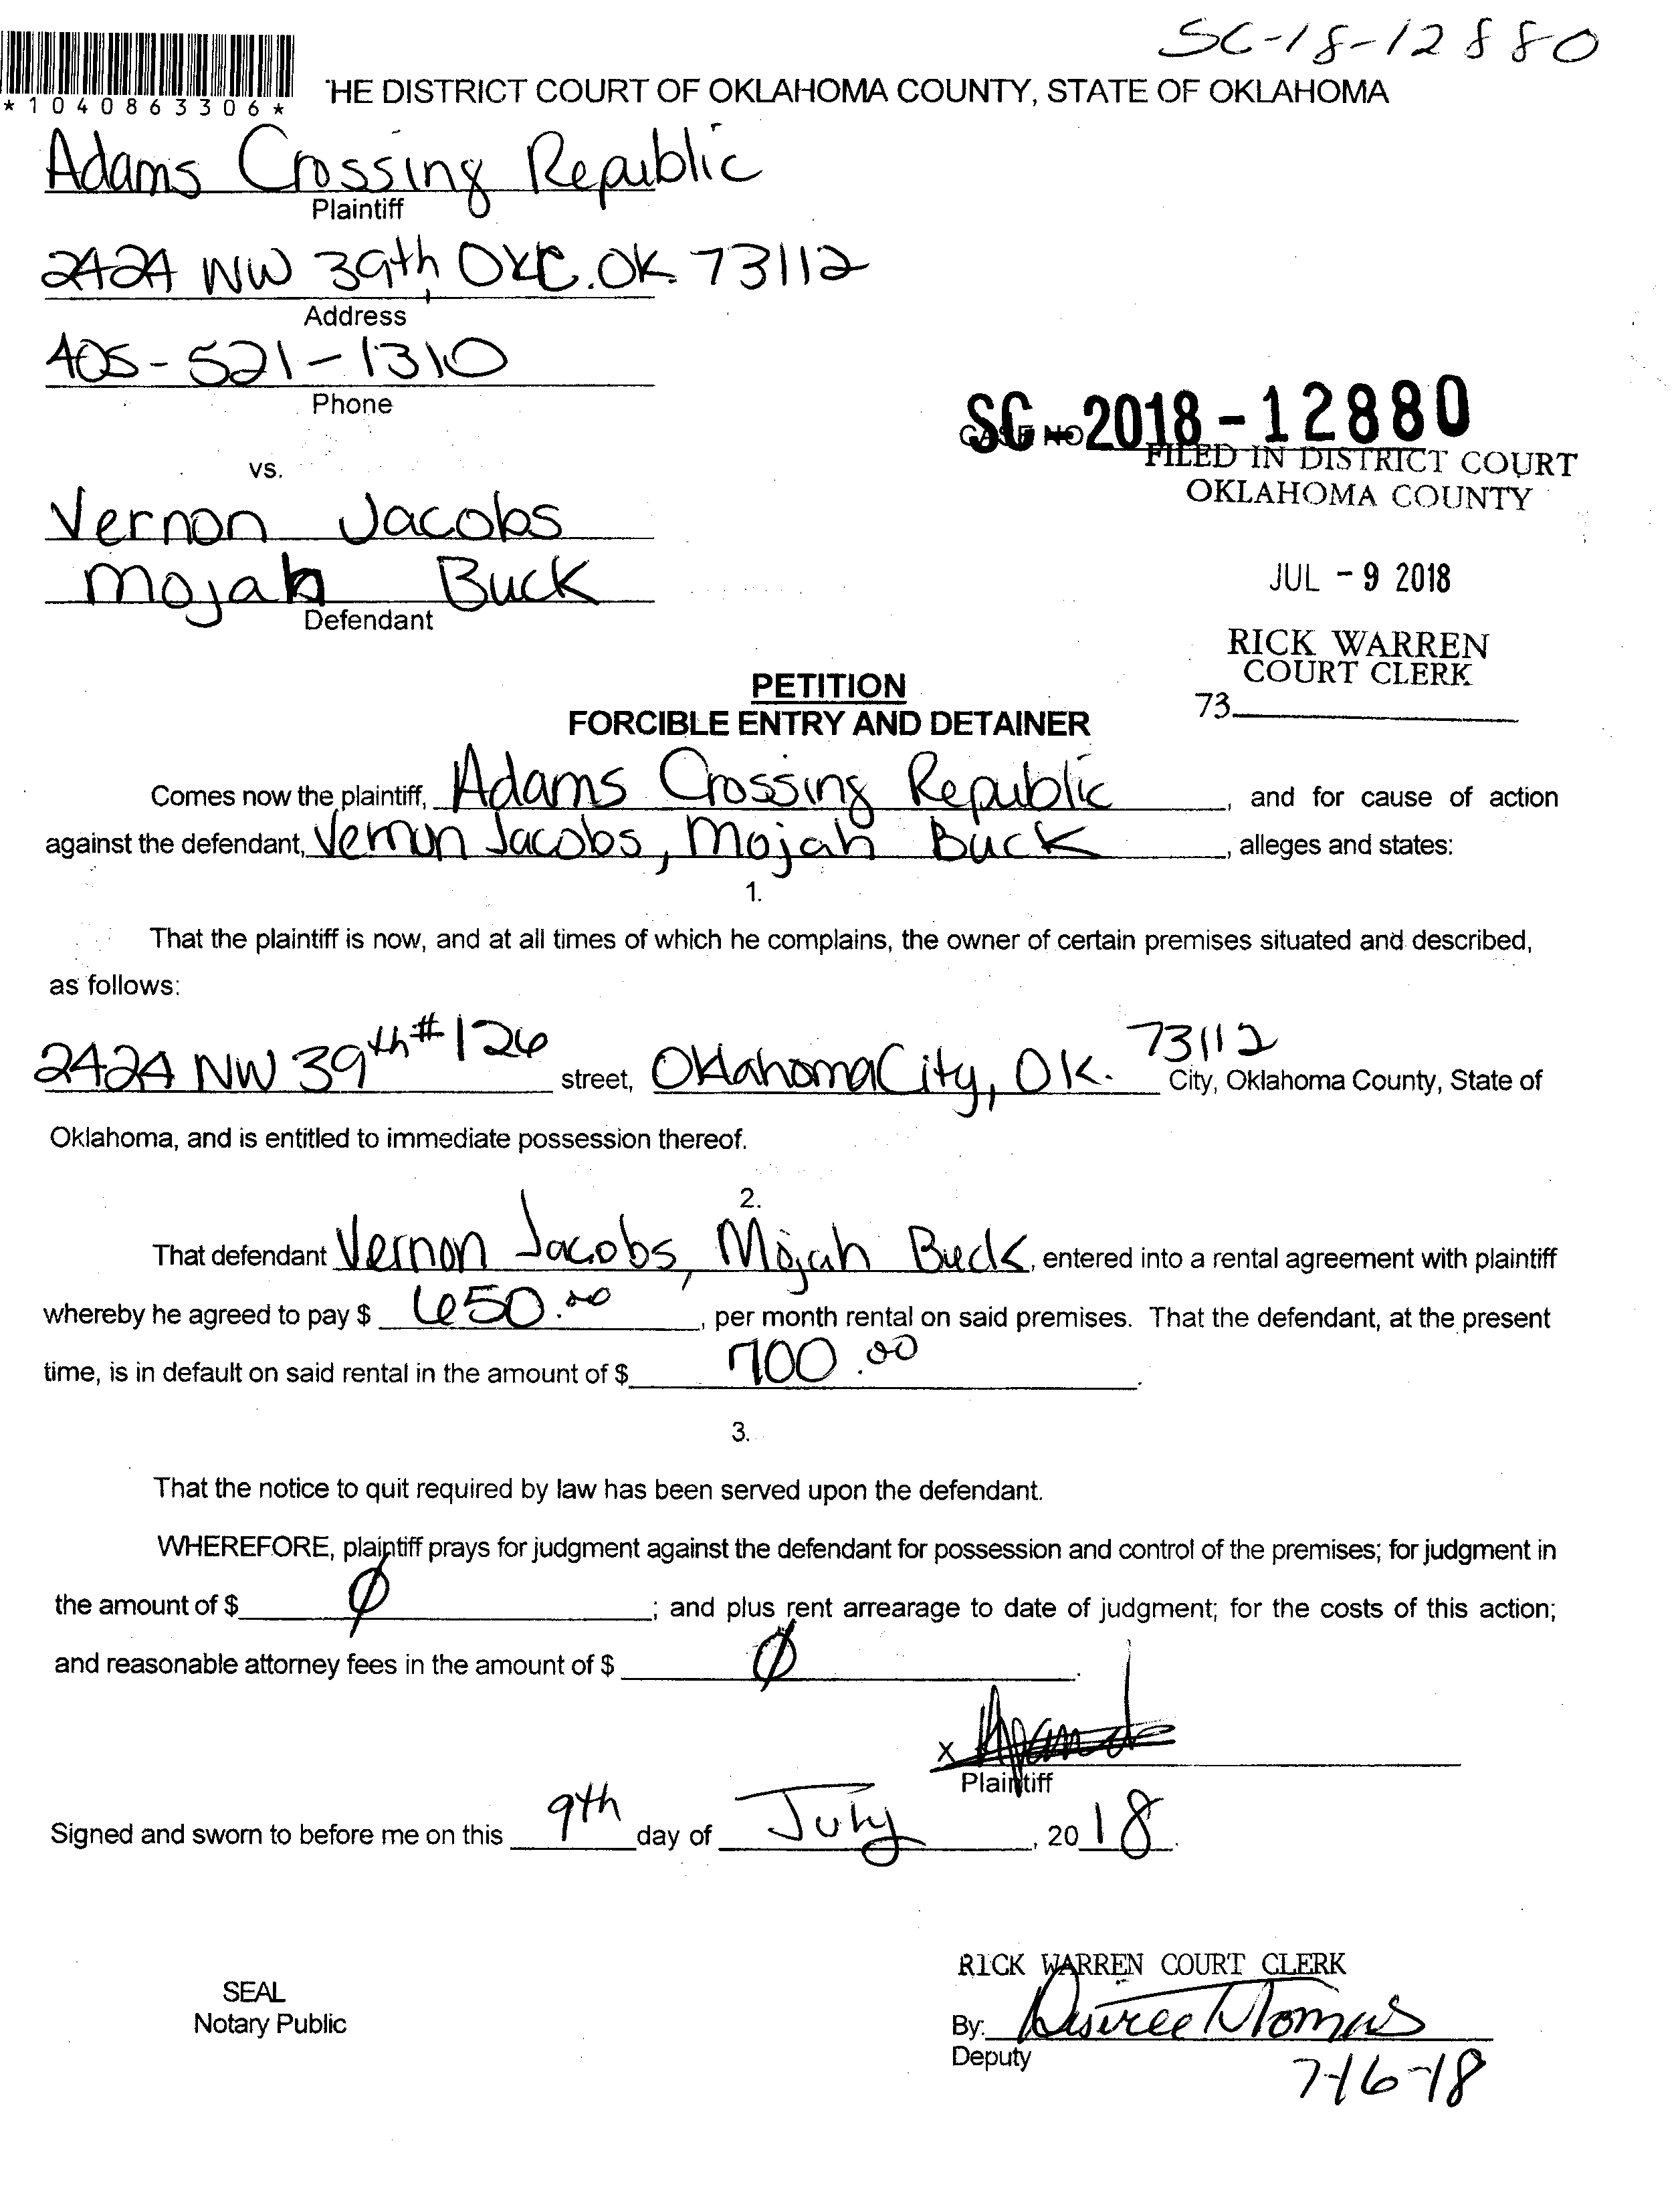 SC-18-12880
*1040863306*
HE DISTRICT COURT OF OKLAHOMA COUNTY, STATE OF OKLAHOMA
Adams Crossing Republic
Plaintiff
2424 NW 39th, OKC. OK. 73112
Address
405-521-1310
Phone
SC 2018-12880
CASE NO
FILED IN DISTRICT COURT
OKLAHOMA COUNTY
vs.
Vernon Jacobs
Mojah Buck
Defendant
JUL - 9 2018
RICK WARREN
COURT CLERK
73
PETITION
FORCIBLE ENTRY AND DETAINER
Comes now the plaintiff, Adams Crossing Republic, and for cause of action
against the defendant, Vernon Jacobs, Mojah Buck, alleges and states:
1.
That the plaintiff is now, and at all times of which he complains, the owner of certain premises situated and described,
as follows:
2424 NW 39th #126 street, Oklahoma City, OK. 73112 City, Oklahoma County, State of
Oklahoma, and is entitled to immediate possession thereof.
2.
That defendant Vernon Jacobs, Mojah Buck, entered into a rental agreement with plaintiff
whereby he agreed to pay $ 650.00, per month rental on said premises. That the defendant, at the present
time, is in default on said rental in the amount of $ 700.00.
3.
That the notice to quit required by law has been served upon the defendant.
WHEREFORE, plaintiff prays for judgment against the defendant for possession and control of the premises; for judgment in
the amount of $ Ø; and plus rent arrearage to date of judgment; for the costs of this action;
and reasonable attorney fees in the amount of $ Ø.
X
Plaintiff
Signed and sworn to before me on this 9th day of July, 2018.
RICK WARREN COURT CLERK
SEAL
Notary Public
By:
Deputy
7-16-18